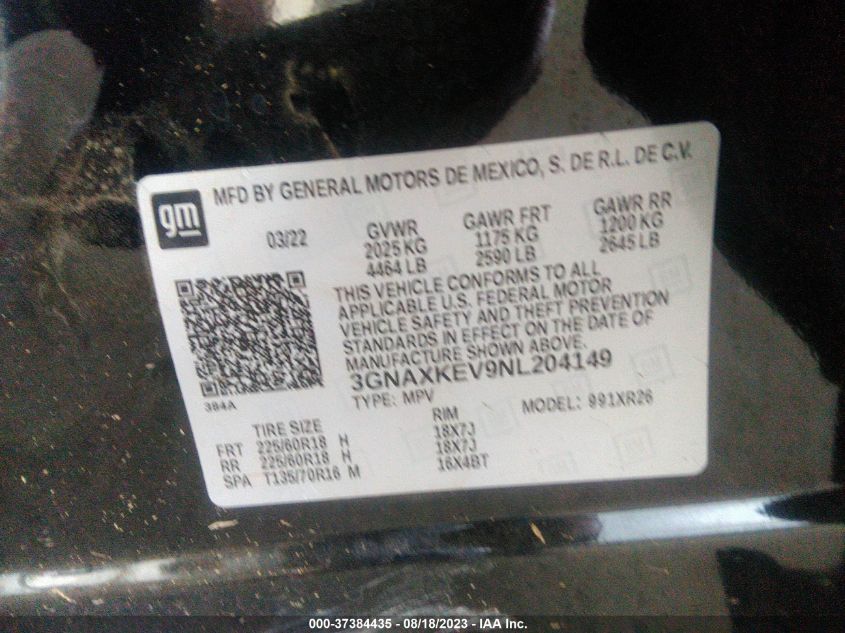 gm
MFD BY GENERAL MOTORS DE MEXICO, S. DE R.L. DE C.V.
03/22
GVWR GAWR FRT GAWR RR
2025 KG 1175 KG 1200 KG
4464 LB 2590 LB 2645 LB
THIS VEHICLE CONFORMS TO ALL
APPLICABLE U.S. FEDERAL MOTOR
VEHICLE SAFETY AND THEFT PREVENTION
STANDARDS IN EFFECT ON THE DATE OF
MANUFACTURE SHOWN ABOVE.
3GNAXKEV9NL204149
384A
TYPE: MPV MODEL: 991XR26
TIRE SIZE RIM
FRT 225/60R18 H 18X7J
RR 225/60R18 H 18X7J
SPA T135/70R16 M 16X4BT
000-37384435 - 08/18/2023 - IAA Inc.